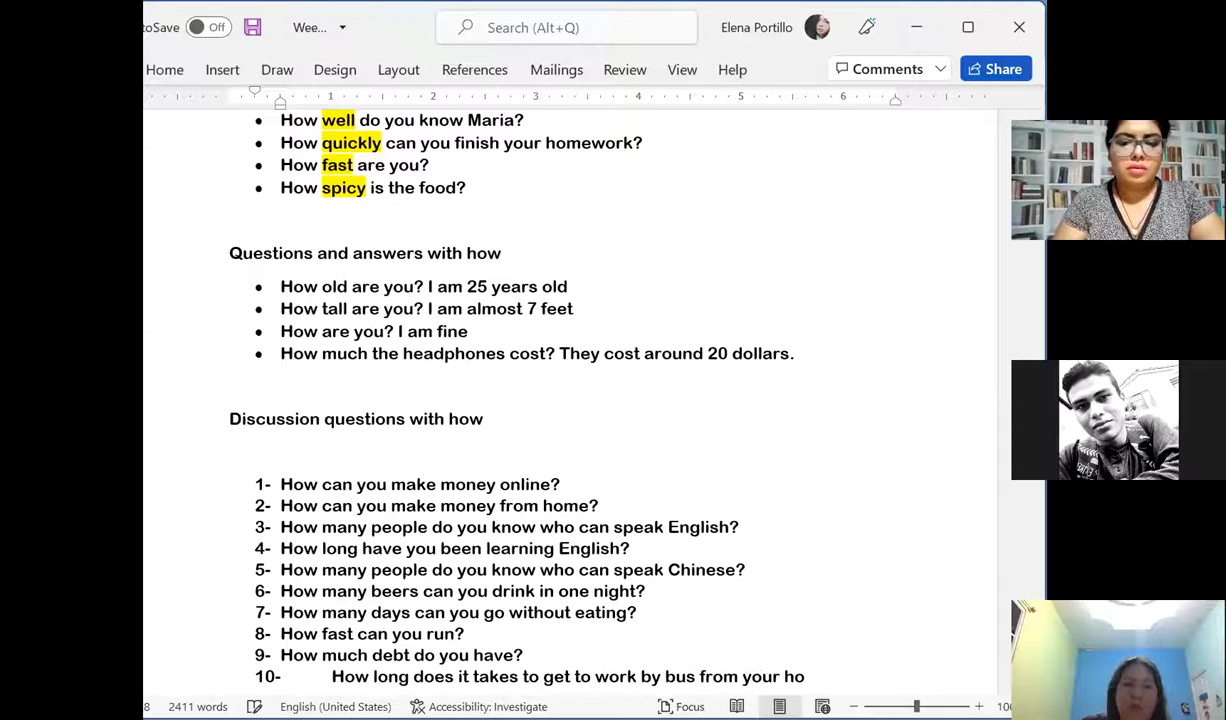 toSave Off Wee... Search (Alt+Q) Elena Portillo
Home Insert Draw Design Layout References Mailings Review View Help Comments Share
1 2 3 4 5 6
How well do you know Maria?
How quickly can you finish your homework?
How fast are you?
How spicy is the food?
Questions and answers with how
How old are you? I am 25 years old
How tall are you? I am almost 7 feet
How are you? I am fine
How much the headphones cost? They cost around 20 dollars.
Discussion questions with how
1- How can you make money online?
2- How can you make money from home?
3- How many people do you know who can speak English?
4- How long have you been learning English?
5- How many people do you know who can speak Chinese?
6- How many beers can you drink in one night?
7- How many days can you go without eating?
8- How fast can you run?
9- How much debt do you have?
10- How long does it takes to get to work by bus from your ho
8 2411 words English (United States) Accessibility: Investigate Focus 100